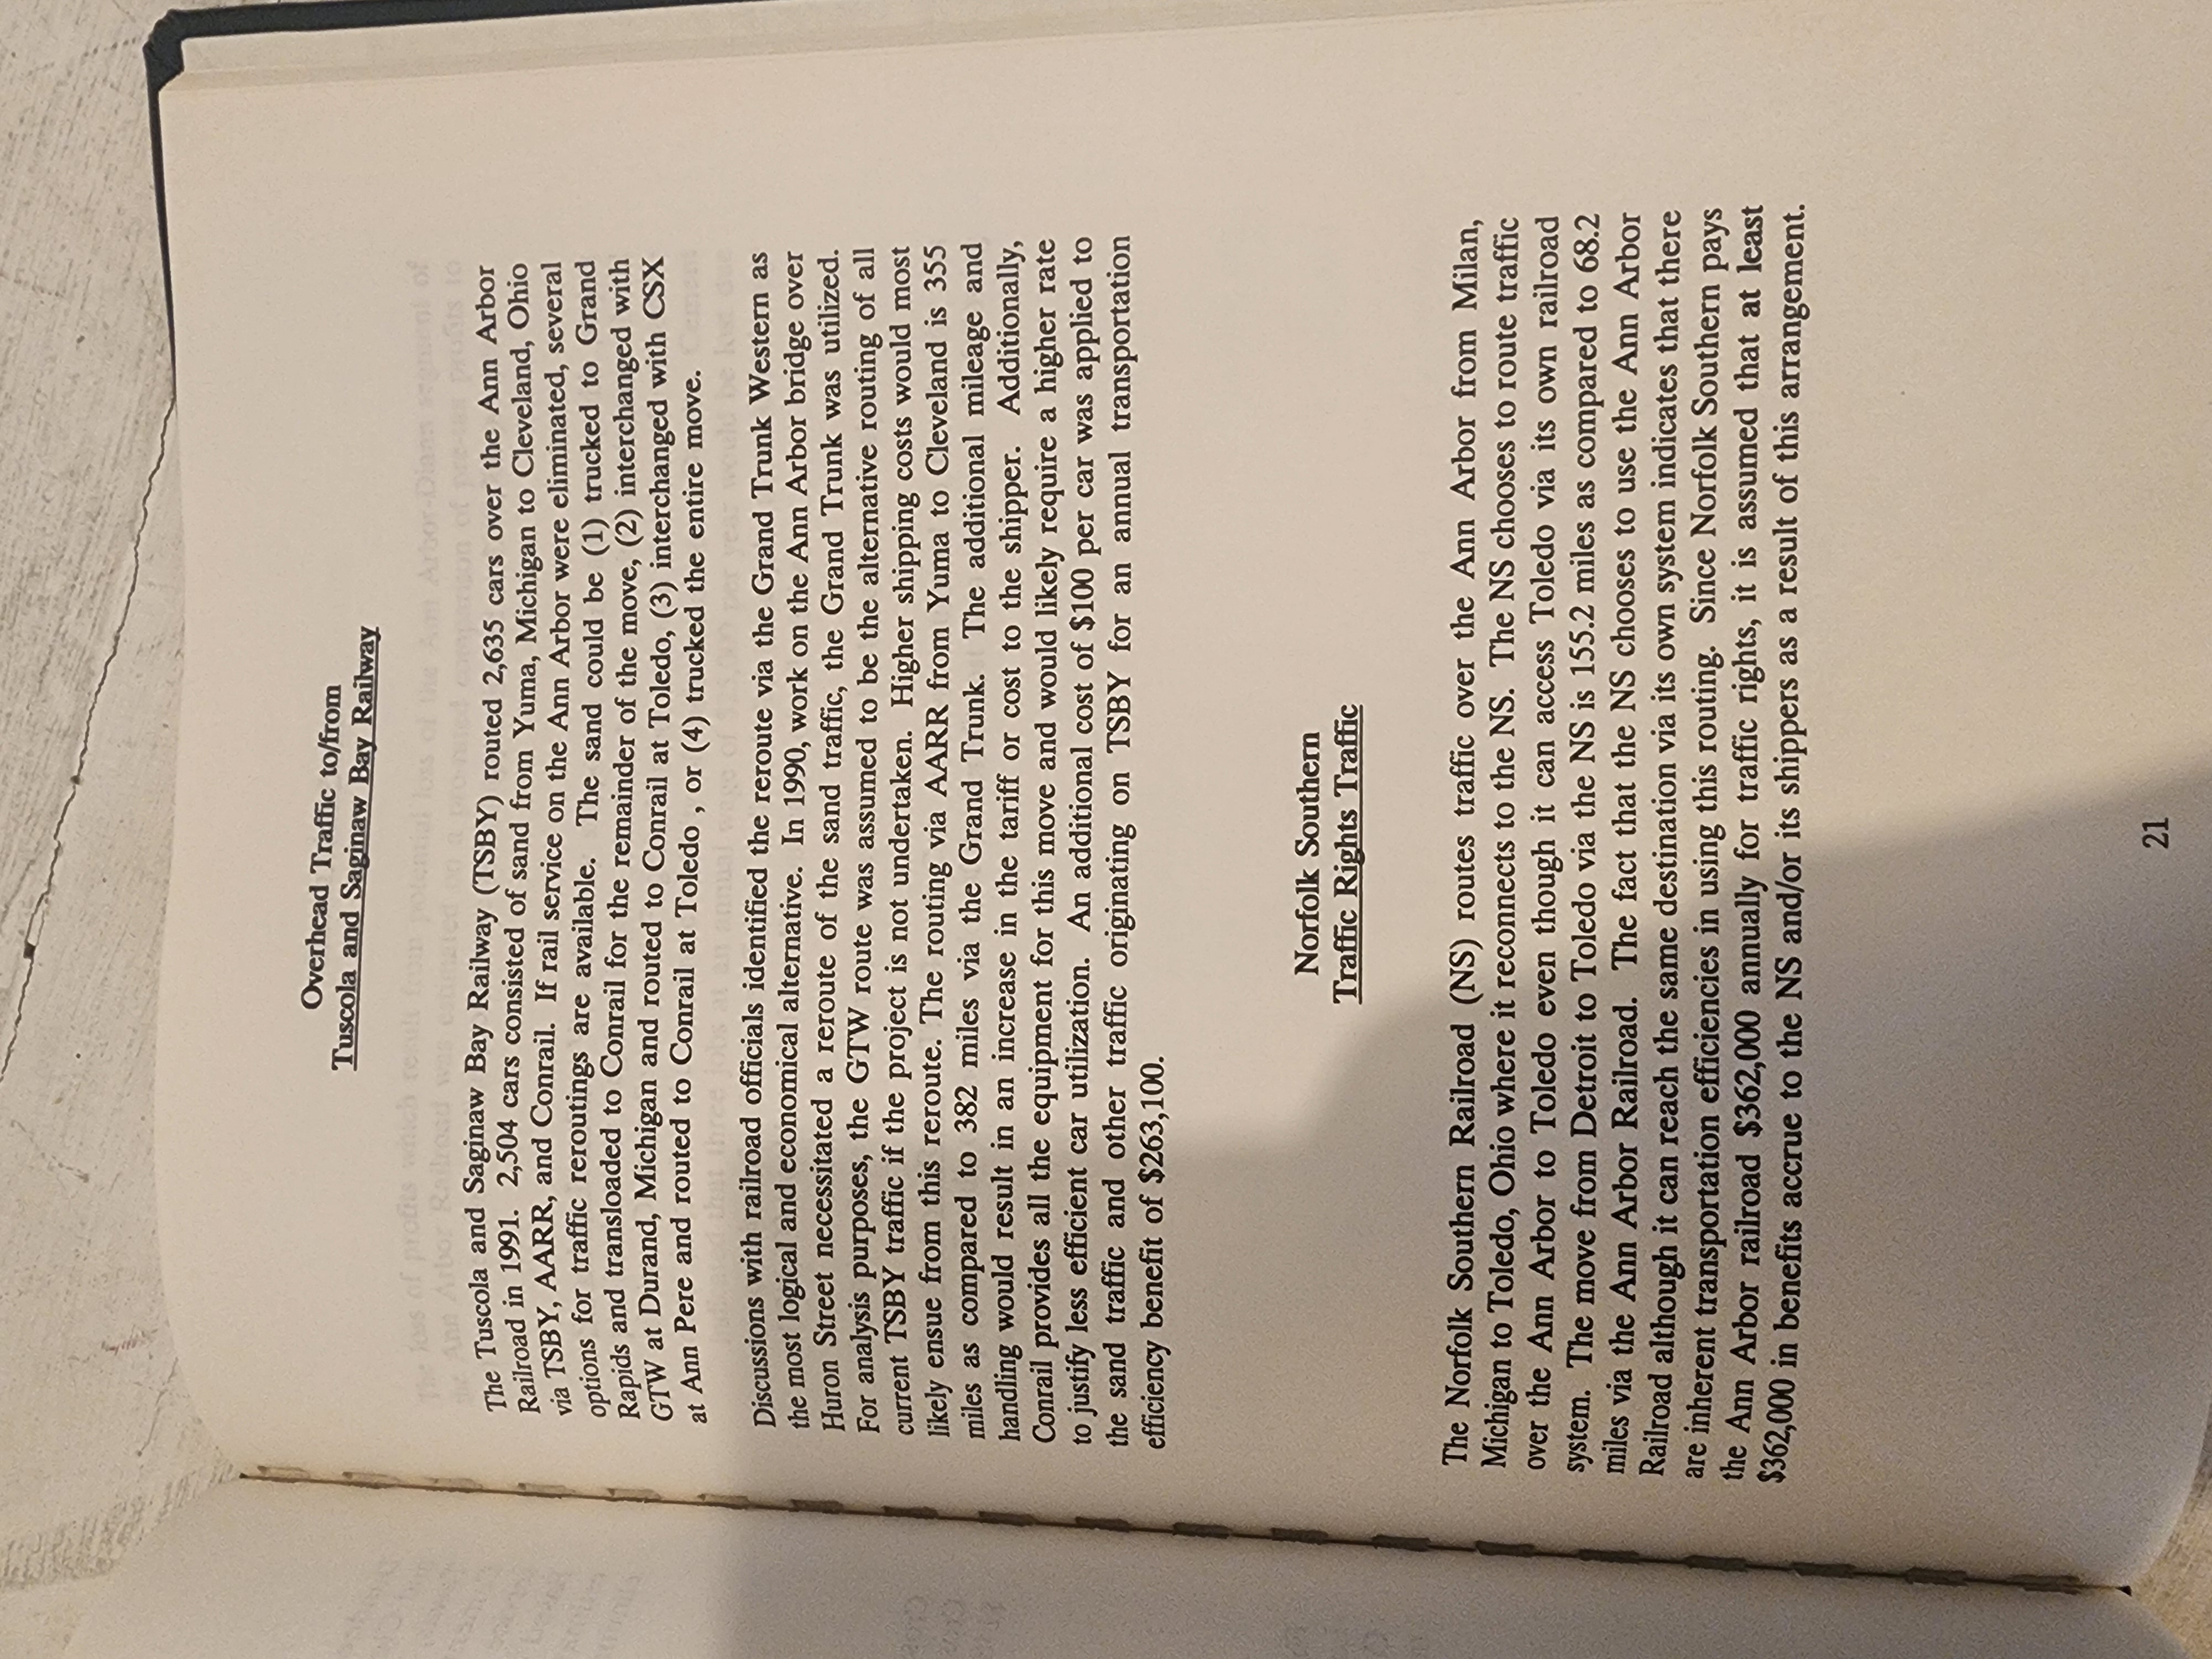 Overhead Traffic to/from
Tuscola and Saginaw Bay Railway
The Tuscola and Saginaw Bay Railway (TSBY) routed 2,635 cars over the Ann Arbor
Railroad in 1991. 2,504 cars consisted of sand from Yuma, Michigan to Cleveland, Ohio
via TSBY, AARR, and Conrail. If rail service on the Ann Arbor were eliminated, several
options for traffic reroutings are available. The sand could be (1) trucked to Grand
Rapids and transloaded to Conrail for the remainder of the move, (2) interchanged with
GTW at Durand, Michigan and routed to Conrail at Toledo, (3) interchanged with CSX
at Ann Pere and routed to Conrail at Toledo , or (4) trucked the entire move.
Discussions with railroad officials identified the reroute via the Grand Trunk Western as
the most logical and economical alternative. In 1990, work on the Ann Arbor bridge over
Huron Street necessitated a reroute of the sand traffic, the Grand Trunk was utilized.
For analysis purposes, the GTW route was assumed to be the alternative routing of all
current TSBY traffic if the project is not undertaken. Higher shipping costs would most
likely ensue from this reroute. The routing via AARR from Yuma to Cleveland is 355
miles as compared to 382 miles via the Grand Trunk. The additional mileage and
handling would result in an increase in the tariff or cost to the shipper. Additionally,
Conrail provides all the equipment for this move and would likely require a higher rate
to justify less efficient car utilization. An additional cost of $100 per car was applied to
the sand traffic and other traffic originating on TSBY for an annual transportation
efficiency benefit of $263,100.
Norfolk Southern
Traffic Rights Traffic
The Norfolk Southern Railroad (NS) routes traffic over the Ann Arbor from Milan,
Michigan to Toledo, Ohio where it reconnects to the NS. The NS chooses to route traffic
over the Ann Arbor to Toledo even though it can access Toledo via its own railroad
system. The move from Detroit to Toledo via the NS is 155.2 miles as compared to 68.2
miles via the Ann Arbor Railroad. The fact that the NS chooses to use the Ann Arbor
Railroad although it can reach the same destination via its own system indicates that there
are inherent transportation efficiencies in using this routing. Since Norfolk Southern pays
the Ann Arbor railroad $362,000 annually for traffic rights, it is assumed that at least
$362,000 in benefits accrue to the NS and/or its shippers as a result of this arrangement.
21